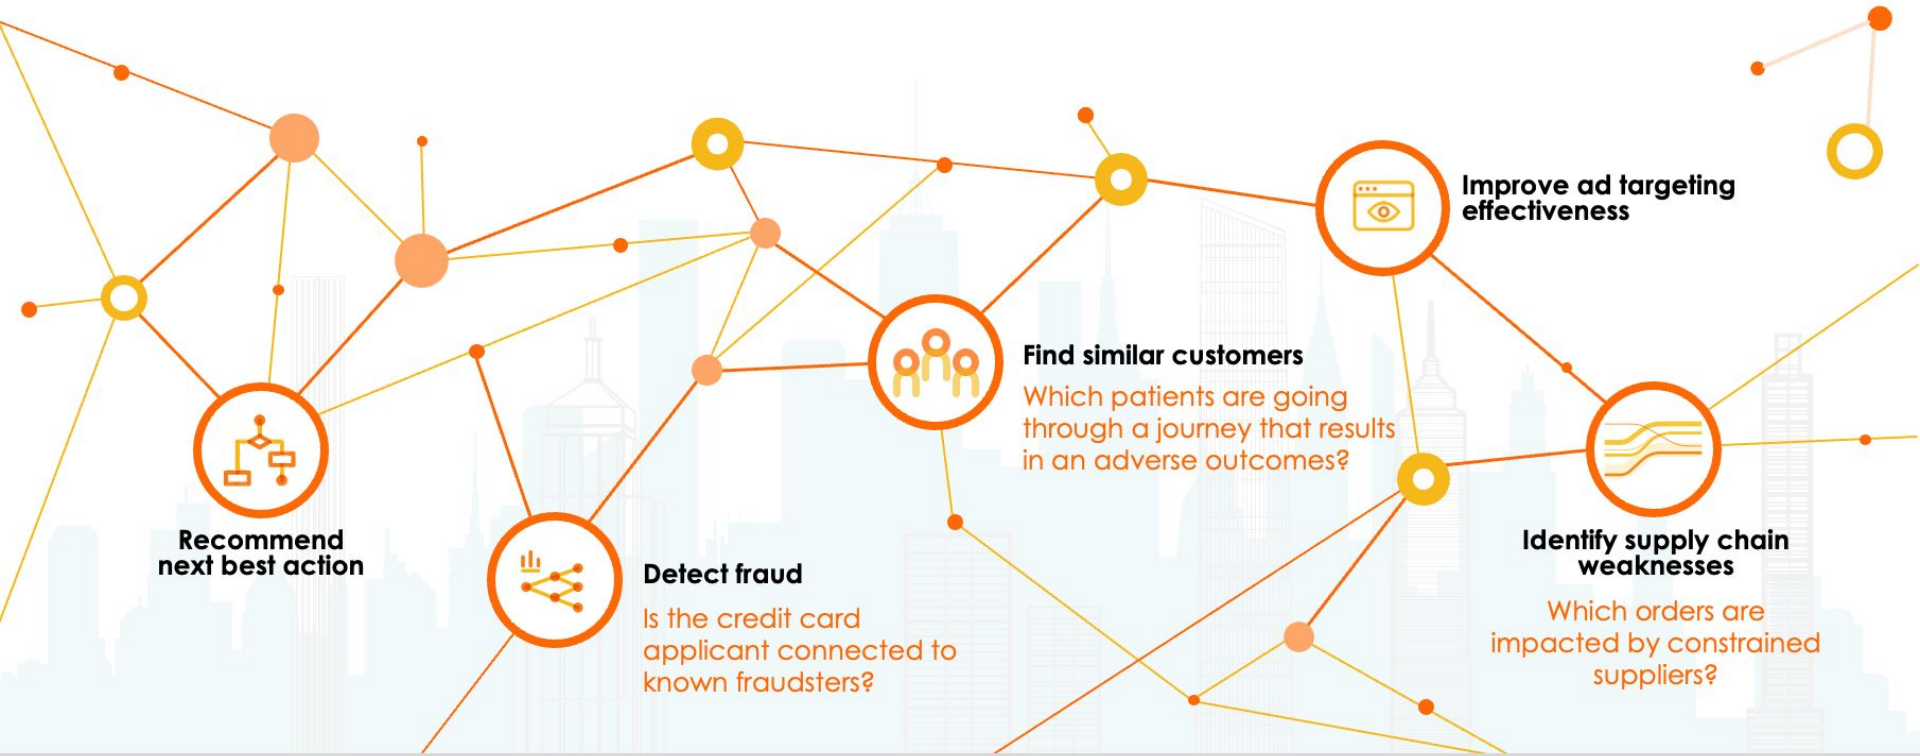 Improve ad targeting
effectiveness
Find similar customers
Which patients are going
through a journey that results
in an adverse outcomes?
Recommend
next best action
Detect fraud
Is the credit card
applicant connected to
known fraudsters?
Identify supply chain
weaknesses
Which orders are
impacted by constrained
suppliers?